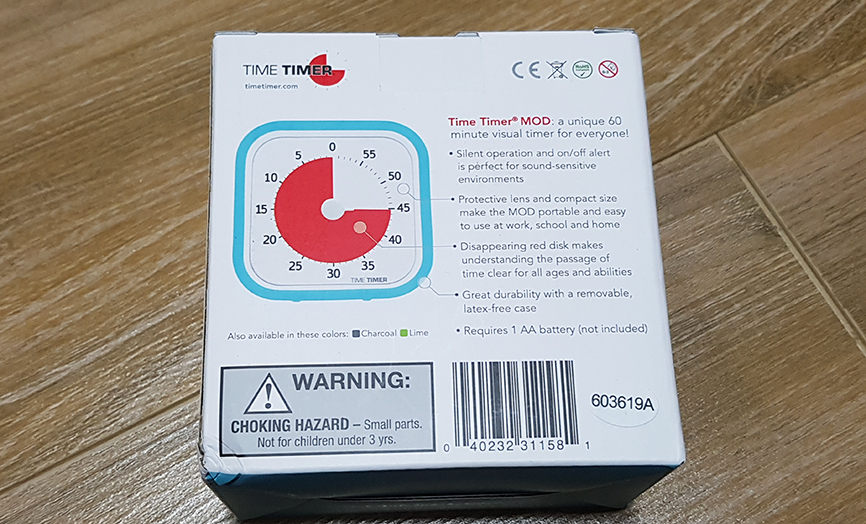 TIME TIMER
timetimer.com
CE
Time Timer® MOD: a unique 60
minute visual timer for everyone!
• Silent operation and on/off alert
is perfect for sound-sensitive
environments
• Protective lens and compact size
make the MOD portable and easy
to use at work, school and home
• Disappearing red disk makes
understanding the passage of
time clear for all ages and abilities
• Great durability with a removable,
latex-free case
• Requires 1 AA battery (not included)
0
55
50
45
40
35
30
25
20
15
10
5
TIME TIMER
Also available in these colors: Charcoal Lime
WARNING:
CHOKING HAZARD – Small parts.
Not for children under 3 yrs.
0 40232 31158 1
603619A